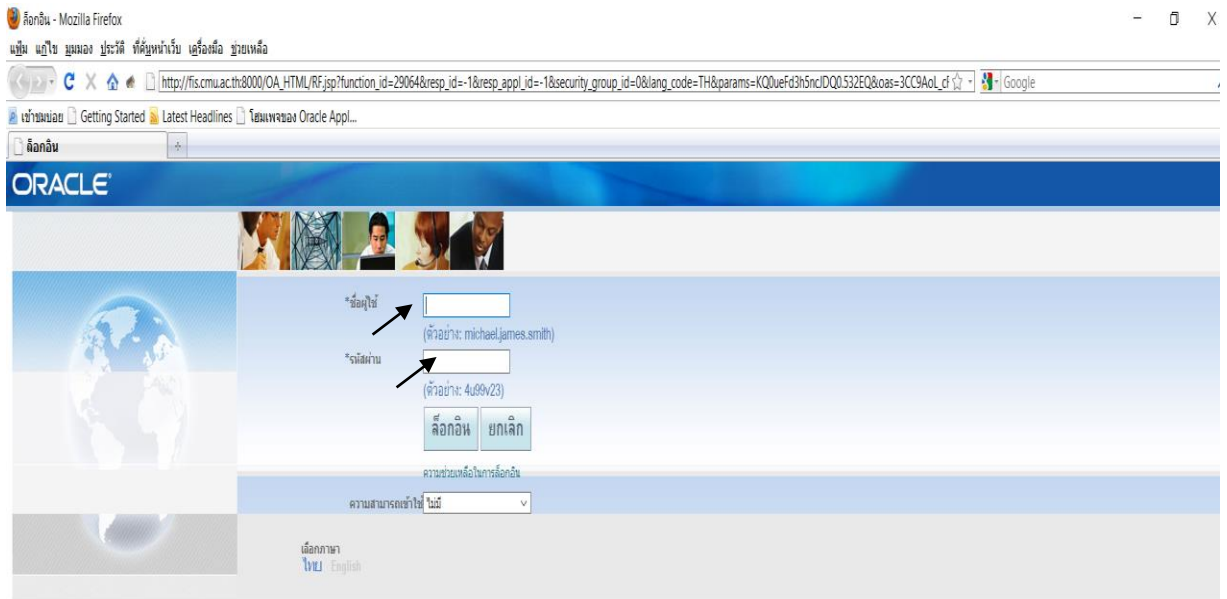 ล็อกอิน - Mozilla Firefox
แฟ้ม แก้ไข มุมมอง ประวัติ ที่คั่นหน้าเว็บ เครื่องมือ ช่วยเหลือ
http://fis.cmu.ac.th:8000/OA_HTML/RF.jsp?function_id=29064&resp_id=-1&resp_appl_id=-1&security_group_id=0&lang_code=TH&params=KQ0ueFd3h5ncJDQ0.532EQ&oas=3CC9AoL_cf Google
เข้าชมบ่อย Getting Started Latest Headlines โฮมเพจของ Oracle Appl...
ล็อกอิน
ORACLE
*ชื่อผู้ใช้
(ตัวอย่าง: michael.james.smith)
*รหัสผ่าน
(ตัวอย่าง: 4u99v23)
ล็อกอิน ยกเลิก
ความช่วยเหลือในการล็อกอิน
ความสามารถเข้าใช้ ไม่มี
เลือกภาษา
ไทย English